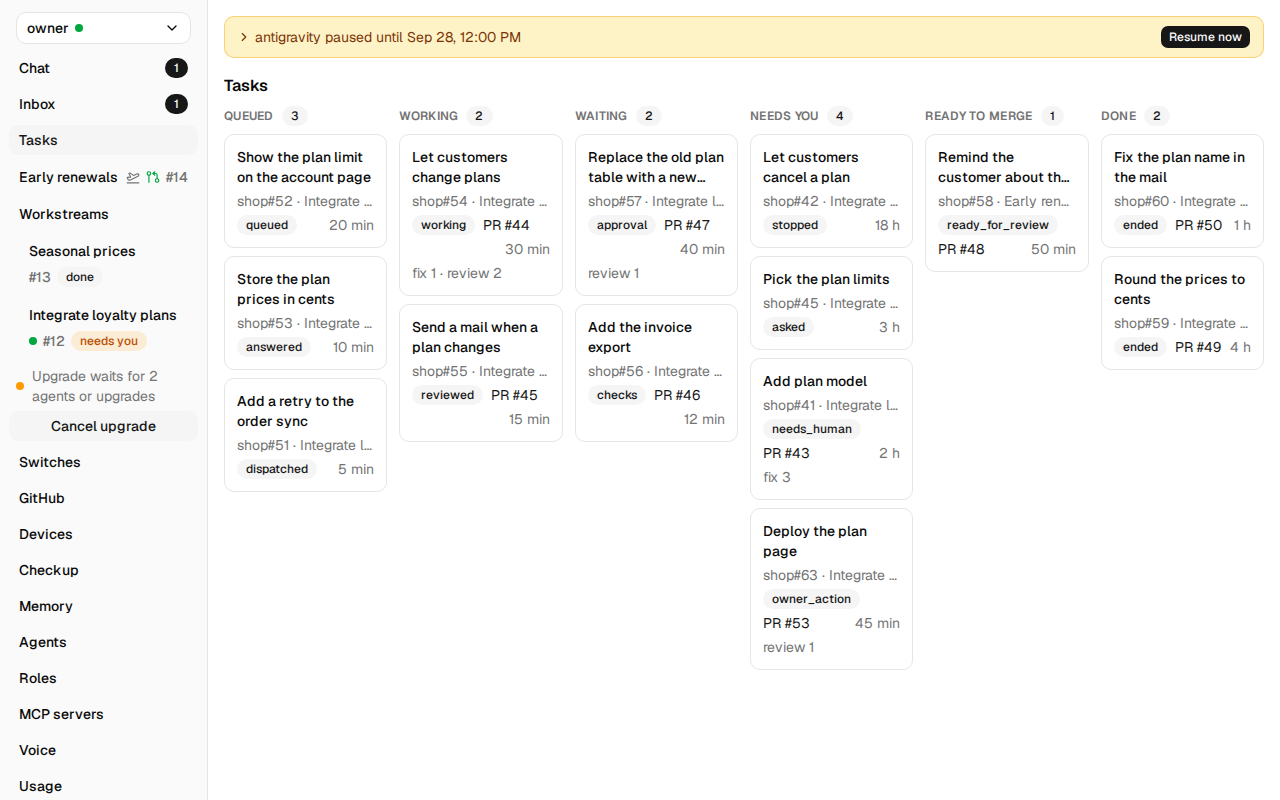 owner
Chat 1
Inbox 1
Tasks
Early renewals #14
Workstreams
Seasonal prices
#13 done
Integrate loyalty plans
#12 needs you
Upgrade waits for 2
agents or upgrades
Cancel upgrade
Switches
GitHub
Devices
Checkup
Memory
Agents
Roles
MCP servers
Voice
Usage
antigravity paused until Sep 28, 12:00 PM
Resume now
Tasks
QUEUED 3
Show the plan limit
on the account page
shop#52 · Integrate ...
queued 20 min
Store the plan
prices in cents
shop#53 · Integrate ...
answered 10 min
Add a retry to the
order sync
shop#51 · Integrate l...
dispatched 5 min
WORKING 2
Let customers
change plans
shop#54 · Integrate ...
working PR #44
30 min
fix 1 · review 2
Send a mail when a
plan changes
shop#55 · Integrate ...
reviewed PR #45
15 min
WAITING 2
Replace the old plan
table with a new...
shop#57 · Integrate l...
approval PR #47
40 min
review 1
Add the invoice
export
shop#56 · Integrate ...
checks PR #46
12 min
NEEDS YOU 4
Let customers
cancel a plan
shop#42 · Integrate ...
stopped 18 h
Pick the plan limits
shop#45 · Integrate ...
asked 3 h
Add plan model
shop#41 · Integrate l...
needs_human
PR #43 2 h
fix 3
Deploy the plan
page
shop#63 · Integrate ...
owner_action
PR #53 45 min
review 1
READY TO MERGE 1
Remind the
customer about th...
shop#58 · Early ren...
ready_for_review
PR #48 50 min
DONE 2
Fix the plan name in
the mail
shop#60 · Integrate ...
ended PR #50 1 h
Round the prices to
cents
shop#59 · Integrate ...
ended PR #49 4 h